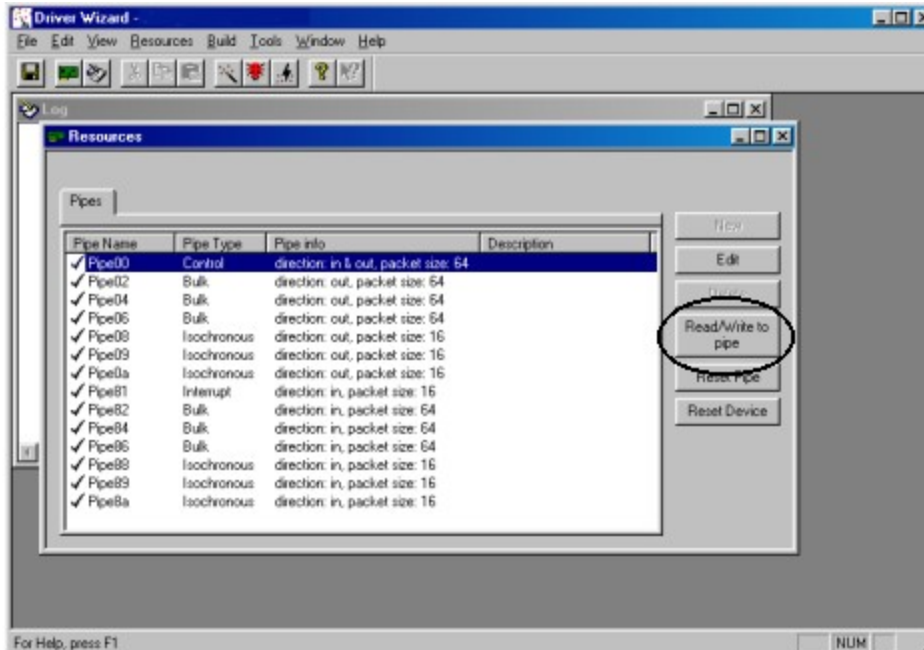 Driver Wizard -
File Edit View Resources Build Tools Window Help
Log
Resources
Pipes
Pipe Name Pipe Type Pipe info Description
Pipe00 Control direction: in & out, packet size: 64
Pipe02 Bulk direction: out, packet size: 64
Pipe04 Bulk direction: out, packet size: 64
Pipe06 Bulk direction: out, packet size: 64
Pipe08 Isochronous direction: out, packet size: 16
Pipe09 Isochronous direction: out, packet size: 16
Pipe0a Isochronous direction: out, packet size: 16
Pipe81 Interrupt direction: in, packet size: 16
Pipe82 Bulk direction: in, packet size: 64
Pipe84 Bulk direction: in, packet size: 64
Pipe86 Bulk direction: in, packet size: 64
Pipe88 Isochronous direction: in, packet size: 16
Pipe89 Isochronous direction: in, packet size: 16
Pipe8a Isochronous direction: in, packet size: 16
New
Edit
Delete
Read/Write to
pipe
Reset Pipe
Reset Device
For Help, press F1
NUM